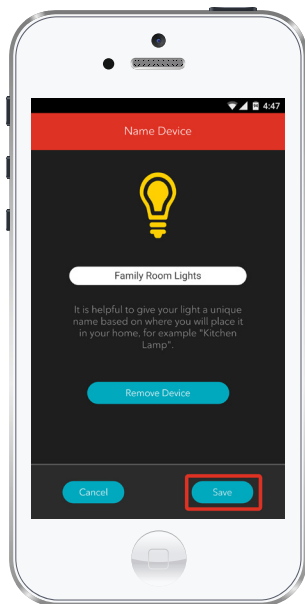 4:47
Name Device
Family Room Lights
It is helpful to give your light a unique
name based on where you will place it
in your home, for example "Kitchen
Lamp".
Remove Device
Cancel
Save